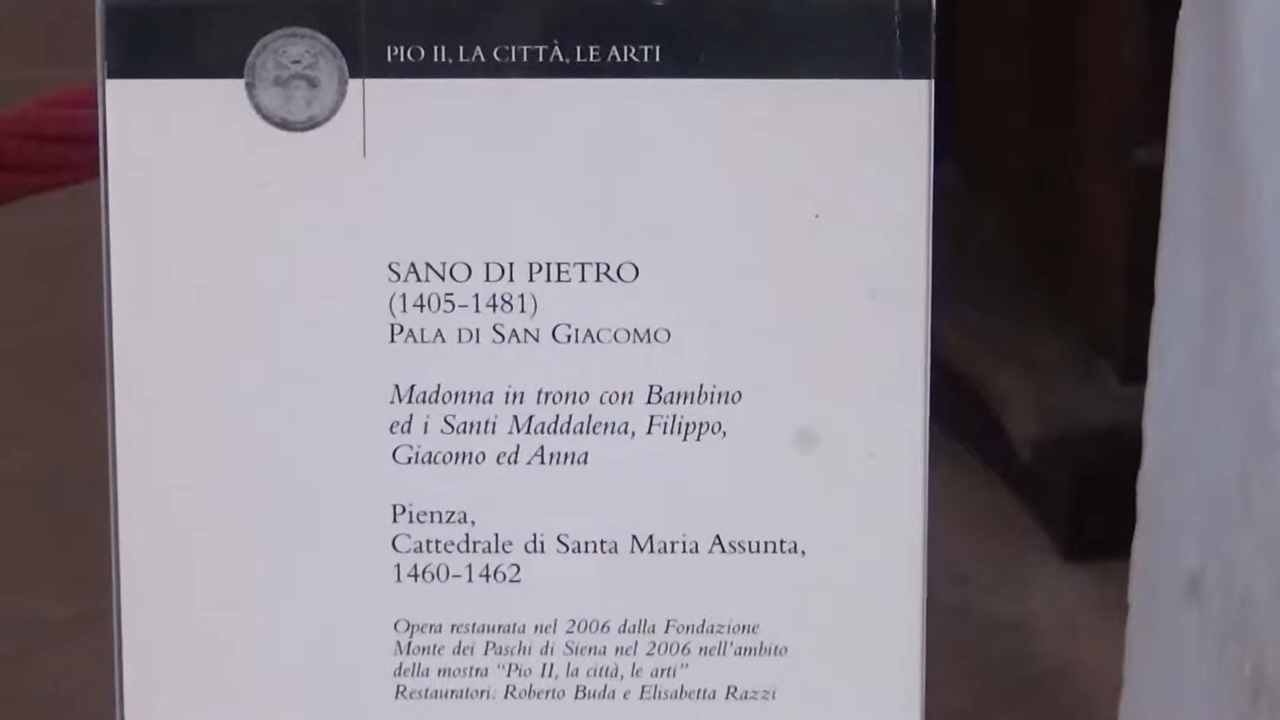 PIO II, LA CITTÀ, LE ARTI
SANO DI PIETRO
(1405-1481)
PALA DI SAN GIACOMO
Madonna in trono con Bambino
ed i Santi Maddalena, Filippo,
Giacomo ed Anna
Pienza,
Cattedrale di Santa Maria Assunta,
1460-1462
Opera restaurata nel 2006 dalla Fondazione
Monte dei Paschi di Siena nel 2006 nell'ambito
della mostra "Pio II, la città, le arti"
Restauratori: Roberto Buda e Elisabetta Razzi